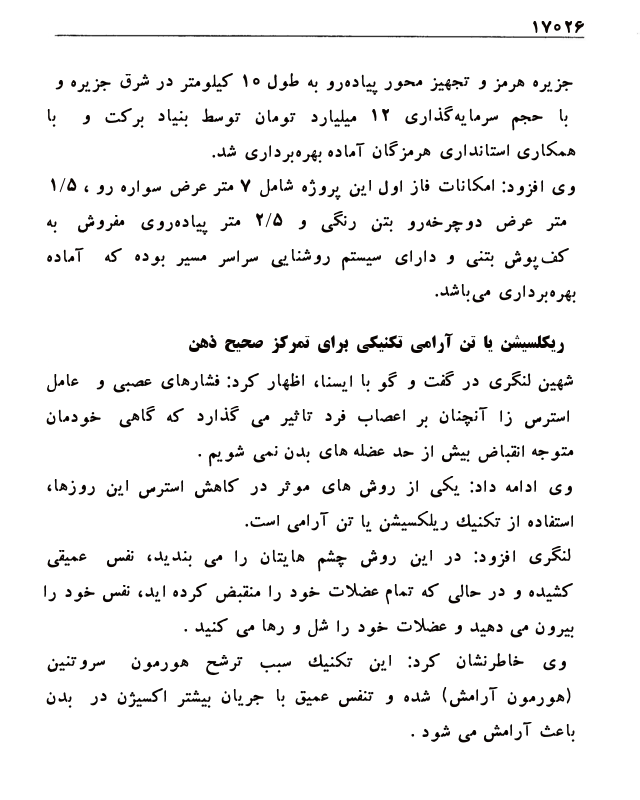 ۱۷۰۲۶
جزیره هرمز و تجهیز محور پیاده‌رو به طول ۱۰ کیلومتر در شرق جزیره و
با حجم سرمایه‌گذاری ۱۲ میلیارد تومان توسط بنیاد برکت و با
همکاری استانداری هرمزگان آماده بهره‌برداری شد.
وی افزود: امکانات فاز اول این پروژه شامل ۷ متر عرض سواره رو ، ۱/۵
متر عرض دوچرخه‌رو بتن رنگی و ۲/۵ متر پیاده‌روی مفروش به
کف‌پوش بتنی و دارای سیستم روشنایی سراسر مسیر بوده که آماده
بهره‌برداری می‌باشد.
ریکلسیشن یا تن آرامی تکنیکی برای تمرکز صحیح ذهن
شهین لنگری در گفت و گو با ایسنا، اظهار کرد: فشارهای عصبی و عامل
استرس زا آنچنان بر اعصاب فرد تاثیر می گذارد که گاهی خودمان
متوجه انقباض بیش از حد عضله های بدن نمی شویم .
وی ادامه داد: یکی از روش های موثر در کاهش استرس این روزها،
استفاده از تکنیك ریلکسیشن یا تن آرامی است.
لنگری افزود: در این روش چشم هایتان را می بندید، نفس عمیقی
کشیده و در حالی که تمام عضلات خود را منقبض کرده اید، نفس خود را
بیرون می دهید و عضلات خود را شل و رها می کنید .
وی خاطرنشان کرد: این تکنیك سبب ترشح هورمون سروتنین
(هورمون آرامش) شده و تنفس عمیق با جریان بیشتر اکسیژن در بدن
باعث آرامش می شود .